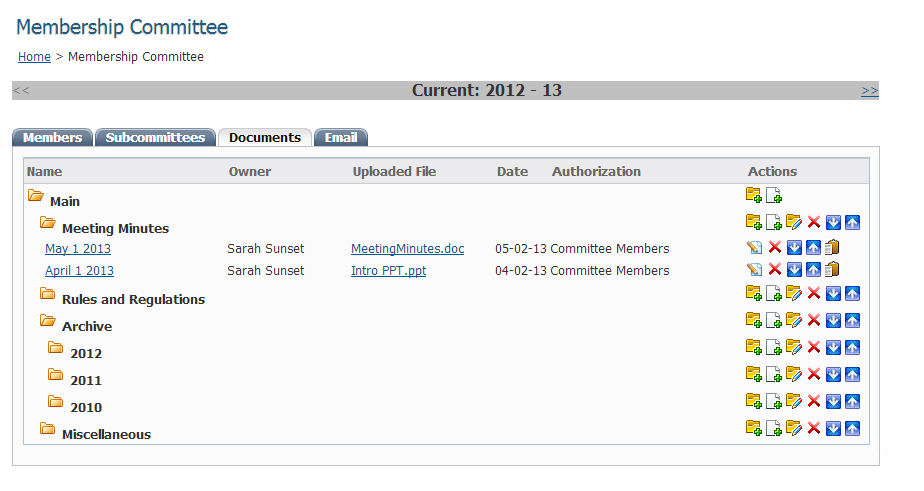 Membership Committee
Home > Membership Committee
<< Current: 2012 - 13 >>
Members Subcommittees Documents Email
Name Owner Uploaded File Date Authorization Actions
Main
Meeting Minutes
May 1 2013 Sarah Sunset MeetingMinutes.doc 05-02-13 Committee Members
April 1 2013 Sarah Sunset Intro PPT.ppt 04-02-13 Committee Members
Rules and Regulations
Archive
2012
2011
2010
Miscellaneous